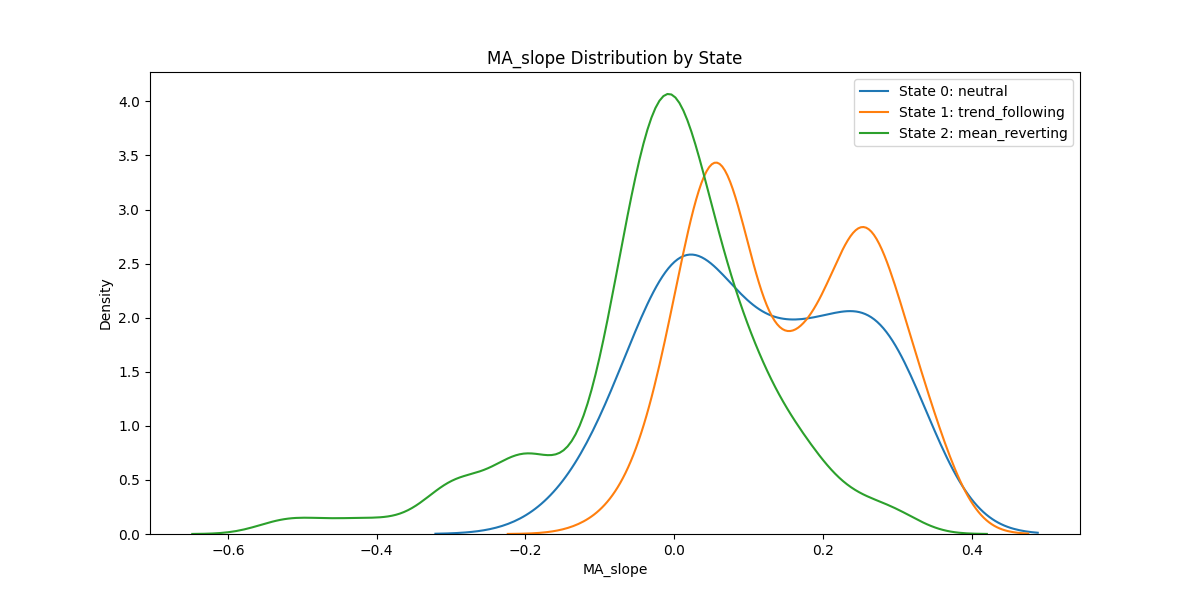 MA_slope Distribution by State
State 0: neutral
State 1: trend_following
State 2: mean_reverting
Density
4.0
3.5
3.0
2.5
2.0
1.5
1.0
0.5
0.0
−0.6
−0.4
−0.2
0.0
0.2
0.4
MA_slope